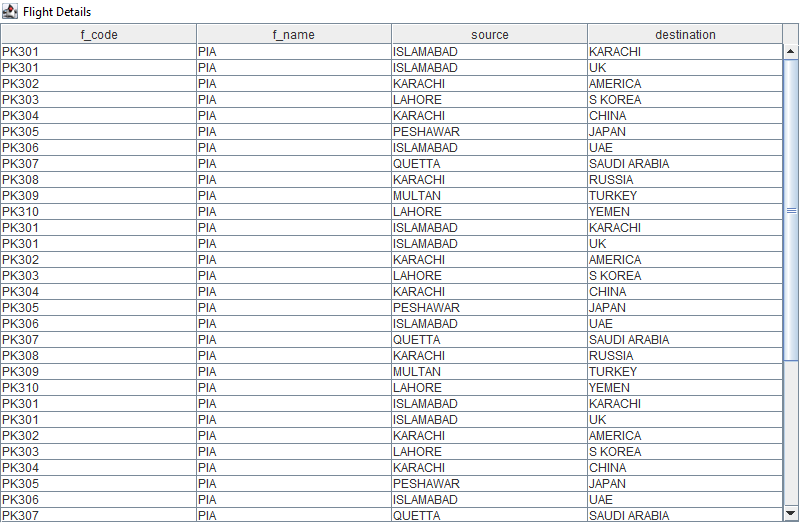 Flight Details
f_code f_name source destination
PK301 PIA ISLAMABAD KARACHI
PK301 PIA ISLAMABAD UK
PK302 PIA KARACHI AMERICA
PK303 PIA LAHORE S KOREA
PK304 PIA KARACHI CHINA
PK305 PIA PESHAWAR JAPAN
PK306 PIA ISLAMABAD UAE
PK307 PIA QUETTA SAUDI ARABIA
PK308 PIA KARACHI RUSSIA
PK309 PIA MULTAN TURKEY
PK310 PIA LAHORE YEMEN
PK301 PIA ISLAMABAD KARACHI
PK301 PIA ISLAMABAD UK
PK302 PIA KARACHI AMERICA
PK303 PIA LAHORE S KOREA
PK304 PIA KARACHI CHINA
PK305 PIA PESHAWAR JAPAN
PK306 PIA ISLAMABAD UAE
PK307 PIA QUETTA SAUDI ARABIA
PK308 PIA KARACHI RUSSIA
PK309 PIA MULTAN TURKEY
PK310 PIA LAHORE YEMEN
PK301 PIA ISLAMABAD KARACHI
PK301 PIA ISLAMABAD UK
PK302 PIA KARACHI AMERICA
PK303 PIA LAHORE S KOREA
PK304 PIA KARACHI CHINA
PK305 PIA PESHAWAR JAPAN
PK306 PIA ISLAMABAD UAE
PK307 PIA QUETTA SAUDI ARABIA